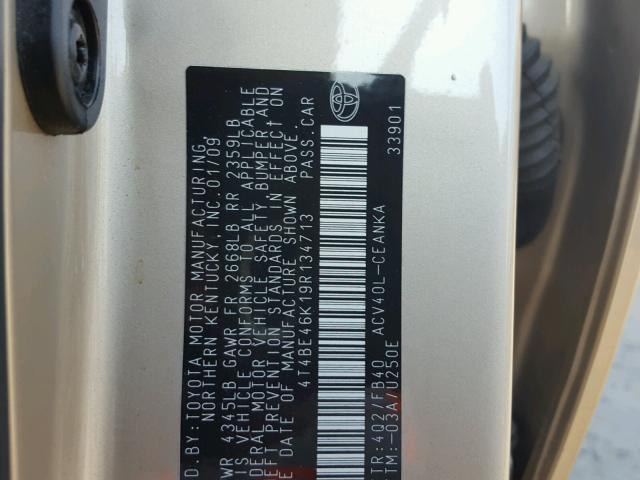 D.BY:TOYOTA MOTOR MANUFACTURING,
NORTHERN KENTUCKY, INC. 01/09
WR 4345LB GAWR FR 2668LB RR 2359LB
IS VEHICLE CONFORMS TO ALL APPLICABLE
DERAL MOTOR VEHICLE SAFETY BUMPER AND
EFT PREVENTION STANDARDS IN EFFECT ON
E DATE OF MANUFACTURE SHOWN ABOVE.
4T4BE46K19R134713 PASS.CAR
ACV40L-CEANKA
TR:4Q2/FB40
TM:-03A/U250E 33901